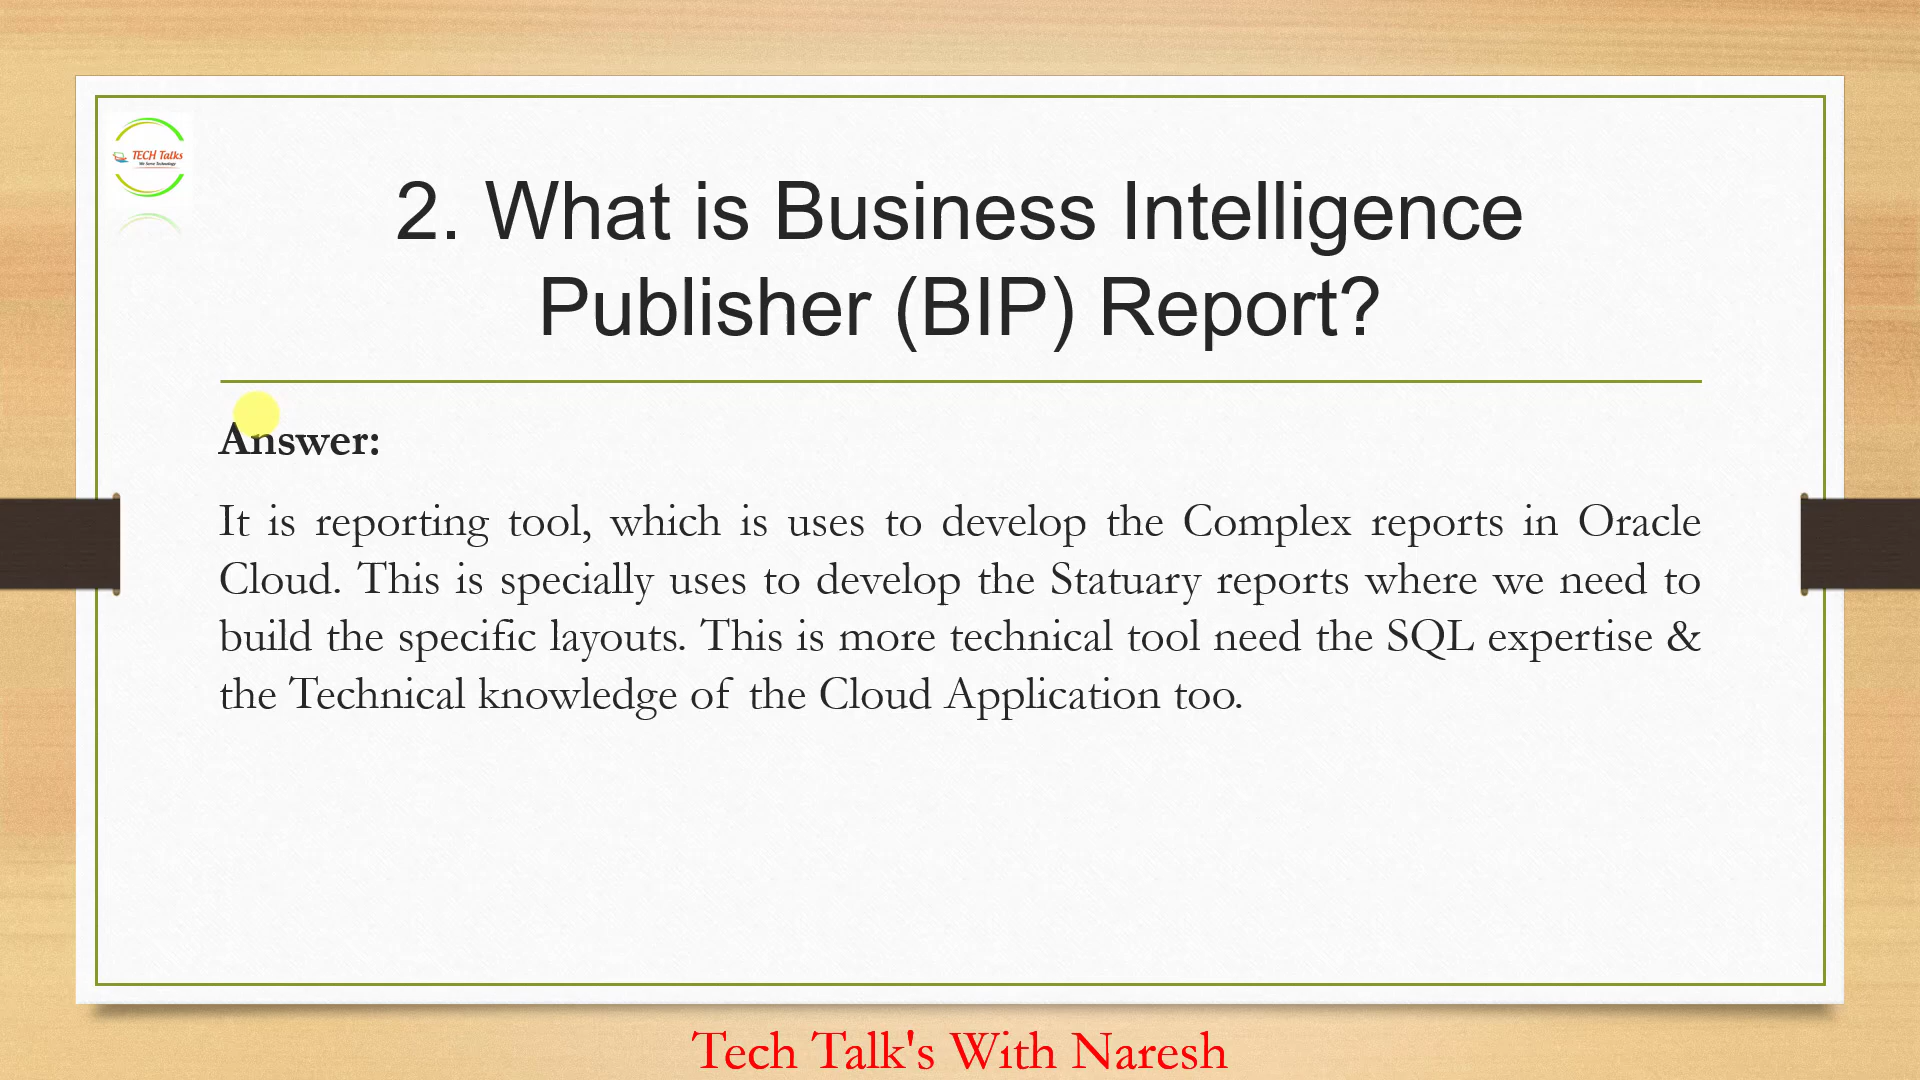 TECH Talks
We Serve Technology
2. What is Business Intelligence
Publisher (BIP) Report?
Answer:
It is reporting tool, which is uses to develop the Complex reports in Oracle
Cloud. This is specially uses to develop the Statuary reports where we need to
build the specific layouts. This is more technical tool need the SQL expertise &
the Technical knowledge of the Cloud Application too.
Tech Talk's With Naresh